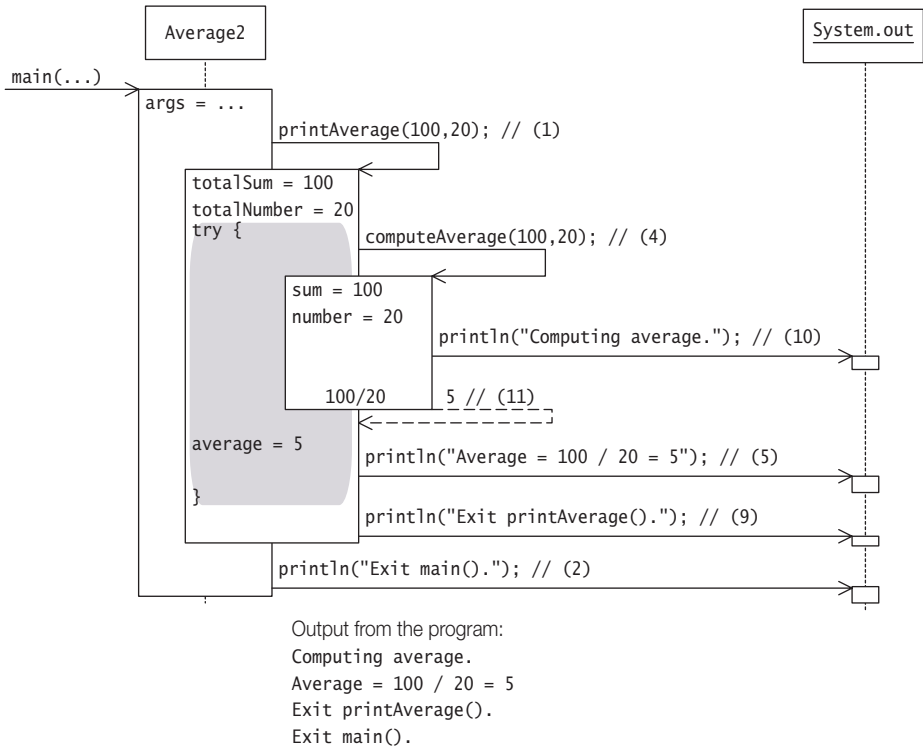 Average2
System.out
main(...)
args = ...
printAverage(100,20); // (1)
totalSum = 100
totalNumber = 20
try {
computeAverage(100,20); // (4)
sum = 100
number = 20
println("Computing average."); // (10)
100/20
5 // (11)
average = 5
println("Average = 100 / 20 = 5"); // (5)
}
println("Exit printAverage()."); // (9)
println("Exit main()."); // (2)
Output from the program:
Computing average.
Average = 100 / 20 = 5
Exit printAverage().
Exit main().